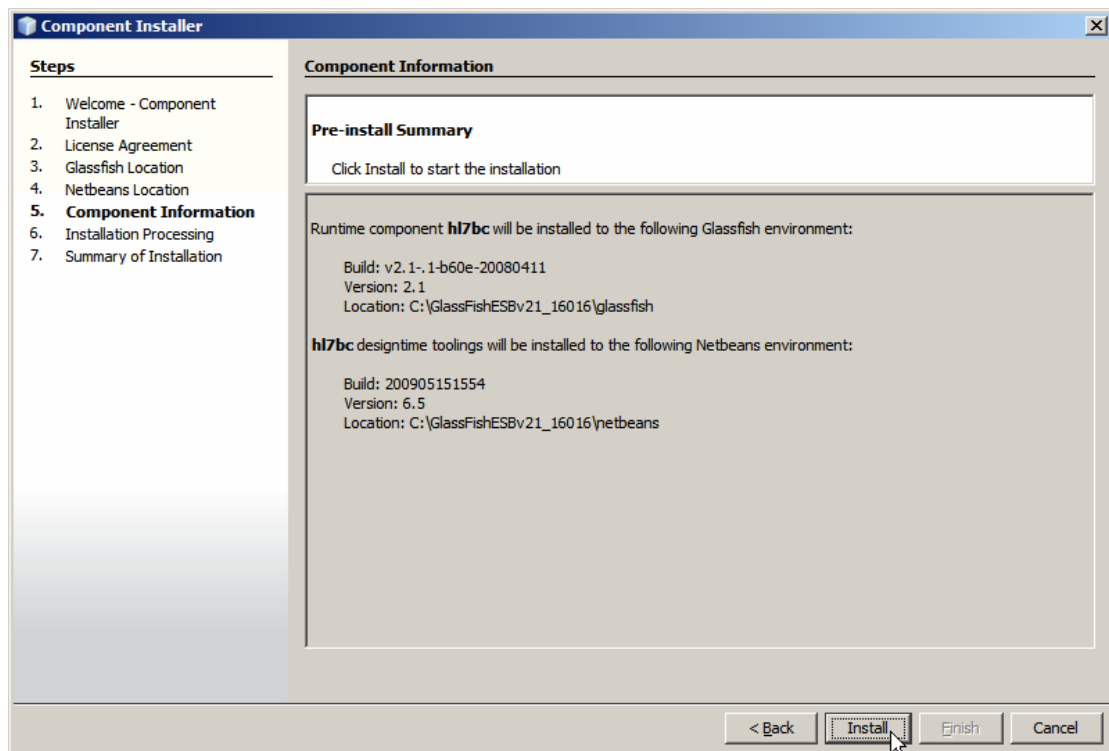 Component Installer
Steps
1. Welcome - Component
Installer
2. License Agreement
3. Glassfish Location
4. Netbeans Location
5. Component Information
6. Installation Processing
7. Summary of Installation
Component Information
Pre-install Summary
Click Install to start the installation
Runtime component hl7bc will be installed to the following Glassfish environment:
Build: v2.1-.1-b60e-20080411
Version: 2.1
Location: C:\GlassFishESBv21_16016\glassfish
hl7bc designtime toolings will be installed to the following Netbeans environment:
Build: 200905151554
Version: 6.5
Location: C:\GlassFishESBv21_16016\netbeans
< Back Install Finish Cancel